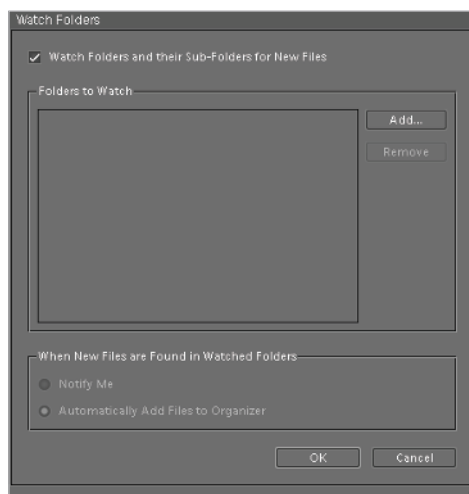 Watch Folders
Watch Folders and their Sub-Folders for New Files
Folders to Watch
Add...
Remove
When New Files are Found in Watched Folders
Notify Me
Automatically Add Files to Organizer
OK
Cancel